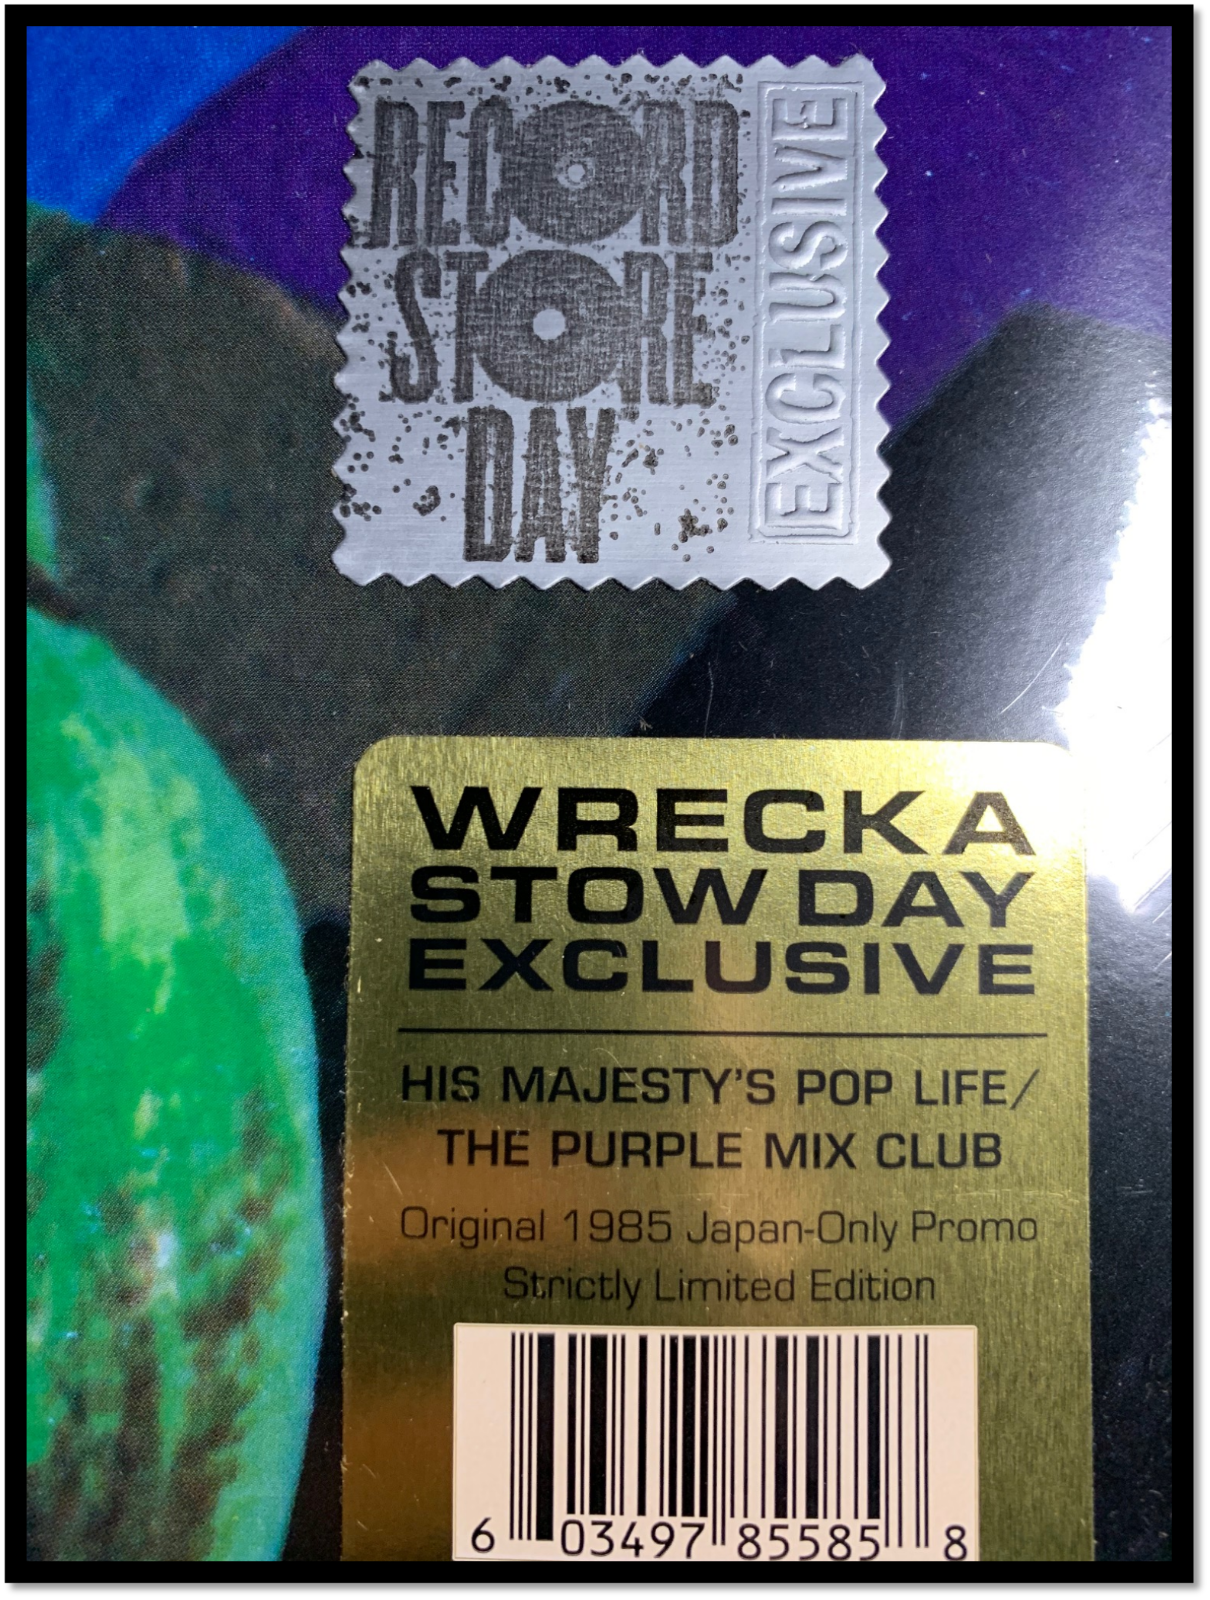 RECORD
STORE
DAY
EXCLUSIVE
WRECKA
STOW DAY
EXCLUSIVE
HIS MAJESTY'S POP LIFE/
THE PURPLE MIX CLUB
Original 1985 Japan-Only Promo
Strictly Limited Edition
6 03497 85585 8